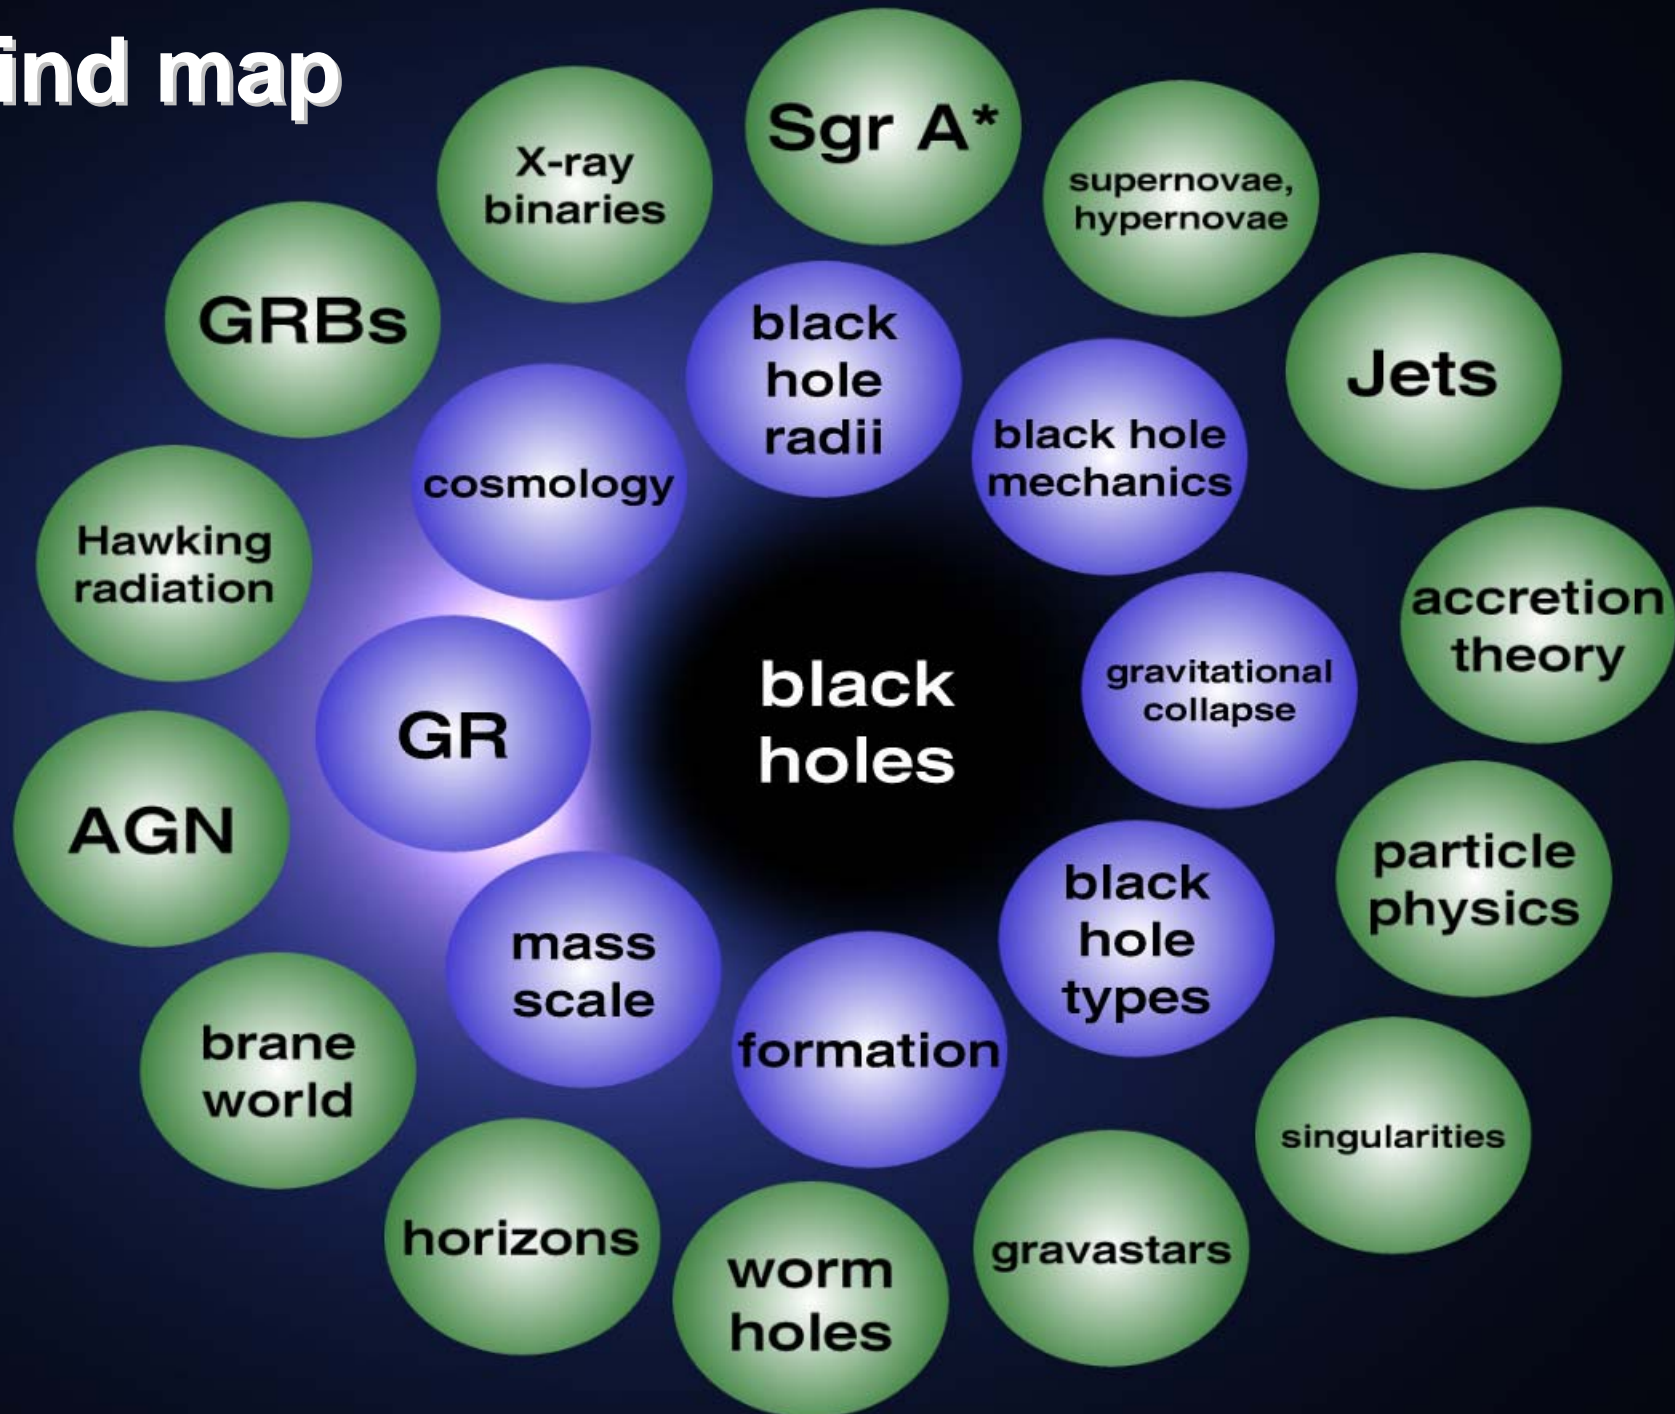 ind map
Sgr A*
X-ray
binaries
supernovae,
hypernovae
GRBs
black
hole
radii
Jets
cosmology
black hole
mechanics
Hawking
radiation
accretion
theory
GR
black
holes
gravitational
collapse
AGN
particle
physics
mass
scale
black
hole
types
brane
world
formation
singularities
horizons
worm
holes
gravastars